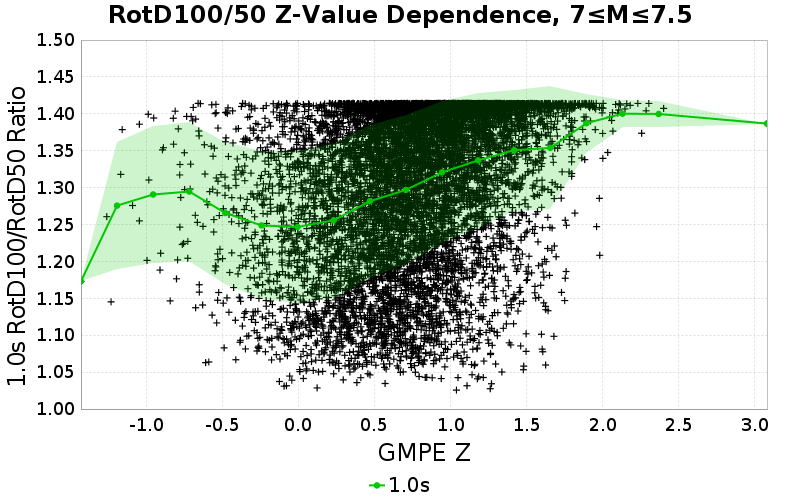 RotD100/50 Z-Value Dependence, 7≤M≤7.5
1.0s RotD100/RotD50 Ratio
1.50
1.45
1.40
1.35
1.30
1.25
1.20
1.15
1.10
1.05
1.00
-1.0 -0.5 0.0 0.5 1.0 1.5 2.0 2.5 3.0
GMPE Z
1.0s